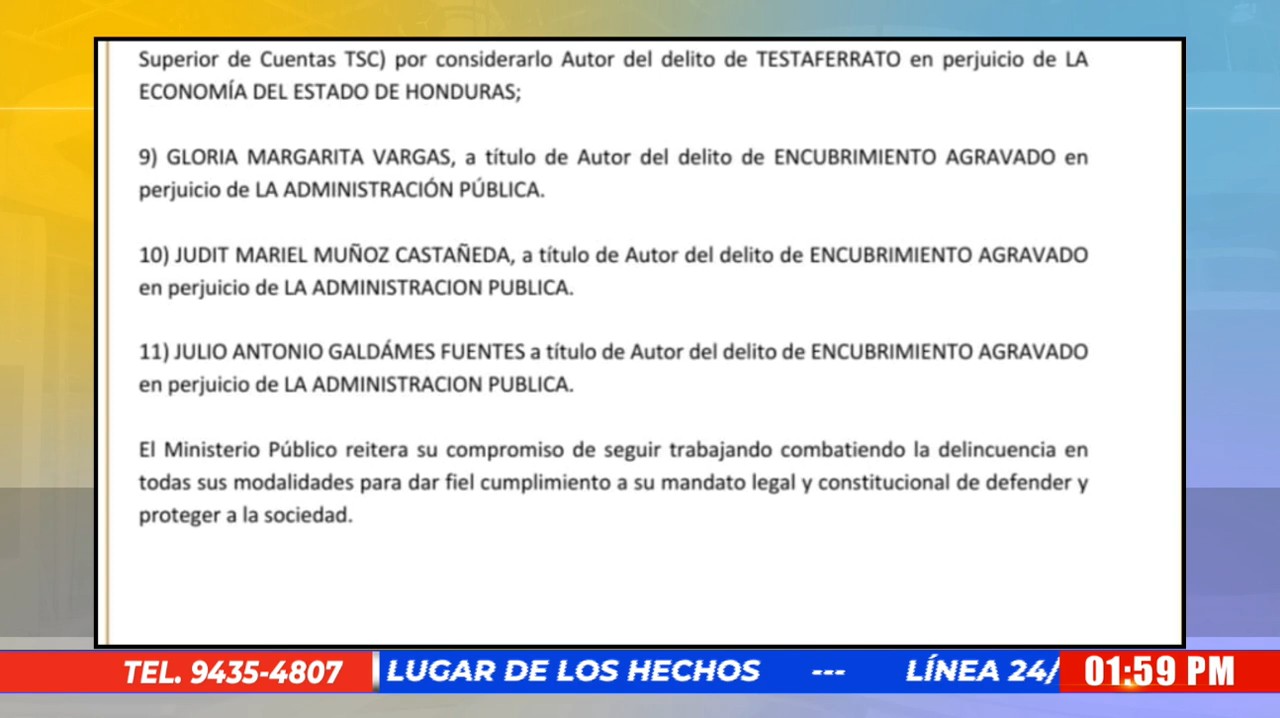 Superior de Cuentas TSC) por considerarlo Autor del delito de TESTAFERRATO en perjuicio de LA
ECONOMÍA DEL ESTADO DE HONDURAS;
9) GLORIA MARGARITA VARGAS, a título de Autor del delito de ENCUBRIMIENTO AGRAVADO en
perjuicio de LA ADMINISTRACIÓN PÚBLICA.
10) JUDIT MARIEL MUÑOZ CASTAÑEDA, a título de Autor del delito de ENCUBRIMIENTO AGRAVADO
en perjuicio de LA ADMINISTRACION PUBLICA.
11) JULIO ANTONIO GALDÁMES FUENTES a título de Autor del delito de ENCUBRIMIENTO AGRAVADO
en perjuicio de LA ADMINISTRACION PUBLICA.
El Ministerio Público reitera su compromiso de seguir trabajando combatiendo la delincuencia en
todas sus modalidades para dar fiel cumplimiento a su mandato legal y constitucional de defender y
proteger a la sociedad.
TEL. 9435-4807 LUGAR DE LOS HECHOS --- LÍNEA 24/ 01:59 PM